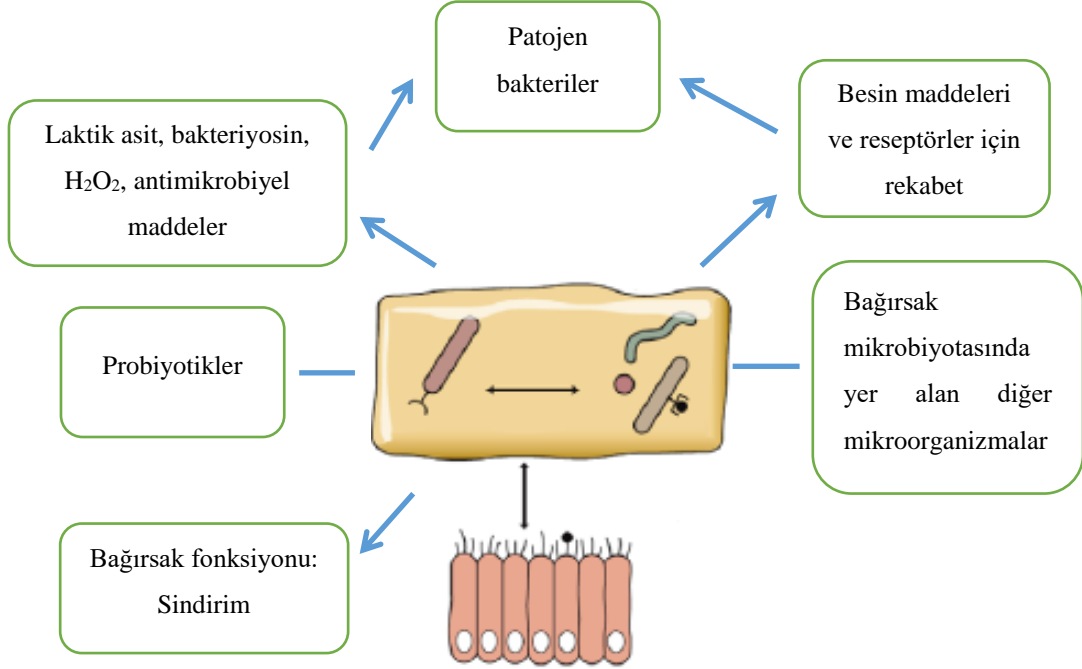 Patojen
bakteriler
Laktik asit, bakteriyosin,
H₂O₂, antimikrobiyel
maddeler
Besin maddeleri
ve reseptörler için
rekabet
Probiyotikler
Bağırsak
mikrobiyotasında
yer alan diğer
mikroorganizmalar
Bağırsak fonksiyonu:
Sindirim